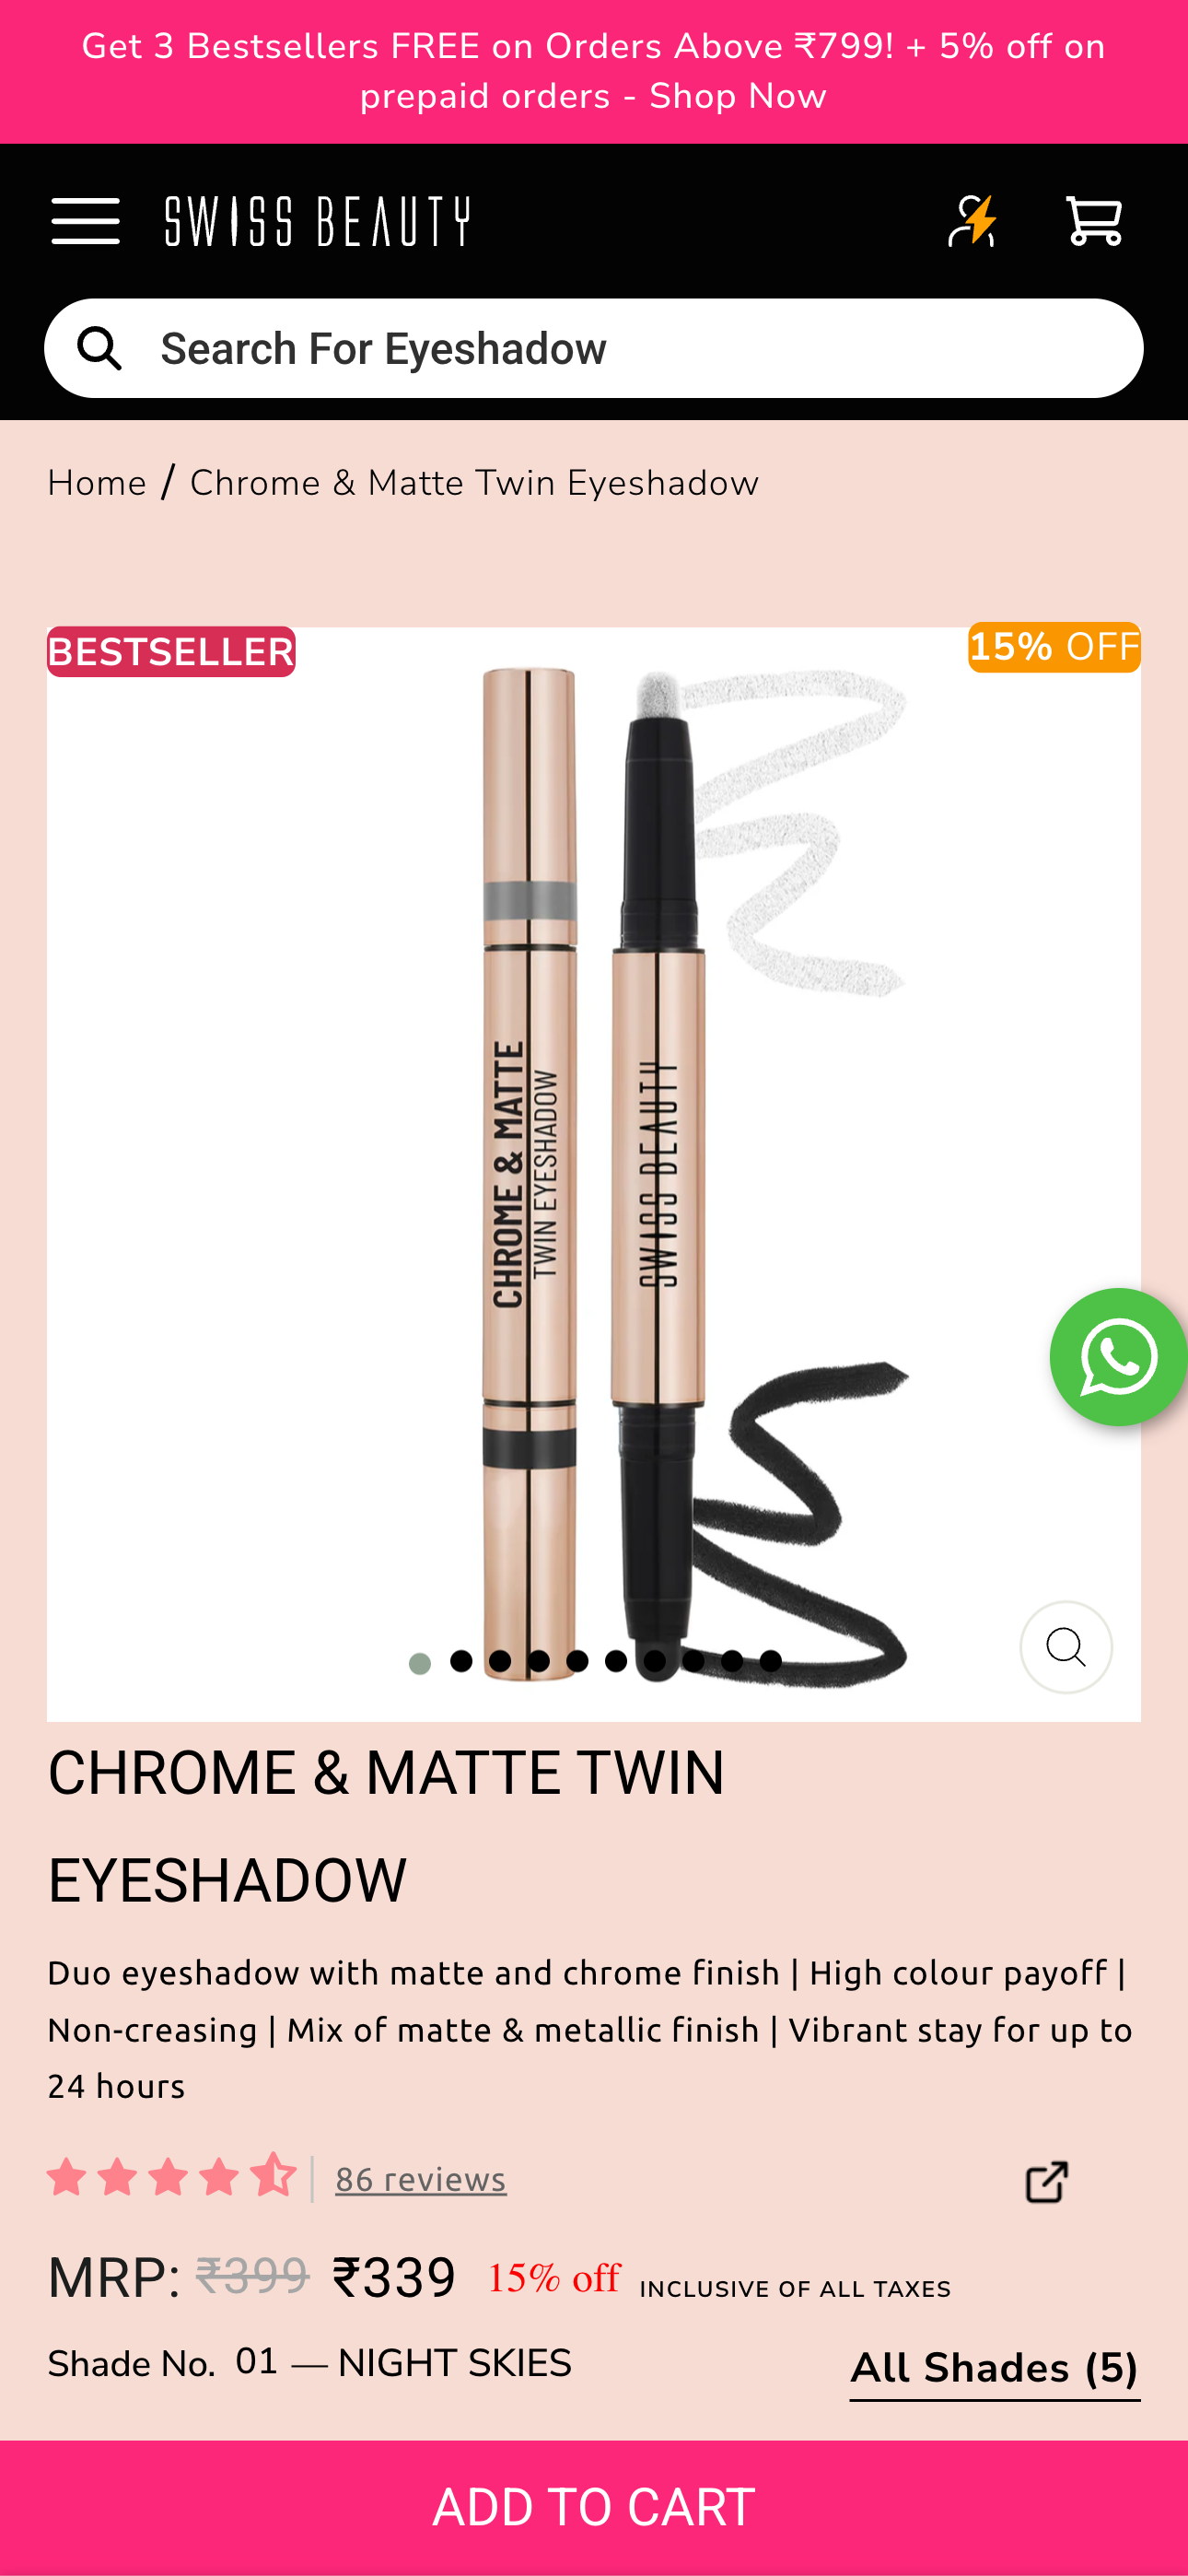 Get 3 Bestsellers FREE on Orders Above ₹799! + 5% off on
prepaid orders - Shop Now
SWISS BEAUTY
Search For Eyeshadow
Home / Chrome & Matte Twin Eyeshadow
BESTSELLER
15% OFF
CHROME & MATTE
TWIN EYESHADOW
SWISS BEAUTY
CHROME & MATTE TWIN
EYESHADOW
Duo eyeshadow with matte and chrome finish | High colour payoff |
Non-creasing | Mix of matte & metallic finish | Vibrant stay for up to
24 hours
86 reviews
MRP: ₹399 ₹339 15% off INCLUSIVE OF ALL TAXES
Shade No. 01 — NIGHT SKIES
All Shades (5)
ADD TO CART